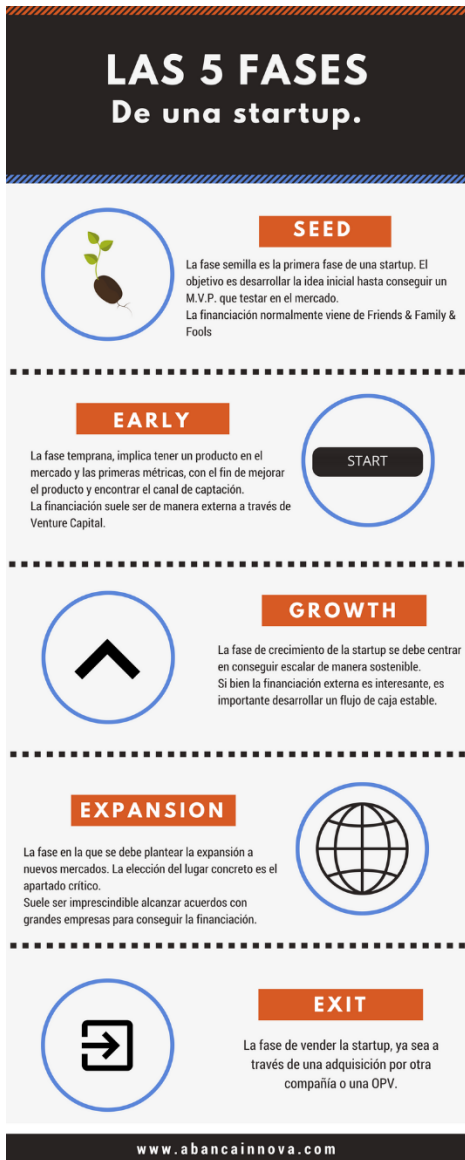 LAS 5 FASES
De una startup.
SEED
La fase semilla es la primera fase de una startup. El
objetivo es desarrollar la idea inicial hasta conseguir un
M.V.P. que testar en el mercado.
La financiación normalmente viene de Friends & Family &
Fools
EARLY
La fase temprana, implica tener un producto en el
mercado y las primeras métricas, con el fin de mejorar
el producto y encontrar el canal de captación.
La financiación suele ser de manera externa a través de
Venture Capital.
START
GROWTH
La fase de crecimiento de la startup se debe centrar
en conseguir escalar de manera sostenible.
Si bien la financiación externa es interesante, es
importante desarrollar un flujo de caja estable.
EXPANSION
La fase en la que se debe plantear la expansión a
nuevos mercados. La elección del lugar concreto es el
apartado crítico.
Suele ser imprescindible alcanzar acuerdos con
grandes empresas para conseguir la financiación.
EXIT
La fase de vender la startup, ya sea a
través de una adquisición por otra
compañía o una OPV.
www.abancainnova.com